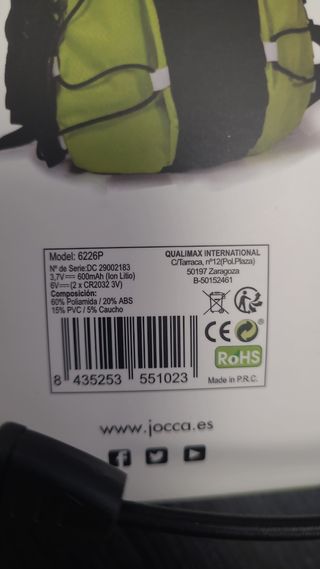 Model: 6226P
Nº de Serie:DC 29002183
3,7V⎓ 600mAh (Ion Litio)
6V⎓(2 x CR2032 3V)
Composición:
60% Poliamida / 20% ABS
15% PVC / 5% Caucho
QUALIMAX INTERNATIONAL
C/Tarraca, nº12(Pol.Plaza)
50197 Zaragoza
B-50152461
CE
RoHS
Made in P.R.C.
8 435253 551023
www.jocca.es